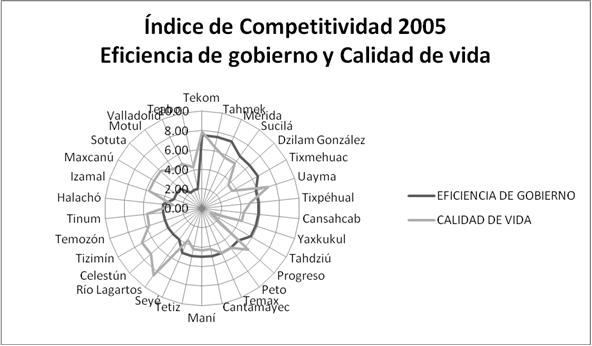 Índice de Competitividad 2005
Eficiencia de gobierno y Calidad de vida
Tekom
Tahmek
Mérida
Sucilá
Dzilam González
Tixmehuac
Uayma
Tixpéhual
Cansahcab
Yaxkukul
Tahdziú
Progreso
Peto
Temax
Cantamayec
Maní
Tetiz
Seyé
Río Lagartos
Celestún
Tizimín
Temozón
Tinum
Halachó
Izamal
Maxcanú
Sotuta
Motul
Valladolid
10.00
8.00
6.00
4.00
2.00
0.00
EFICIENCIA DE GOBIERNO
CALIDAD DE VIDA